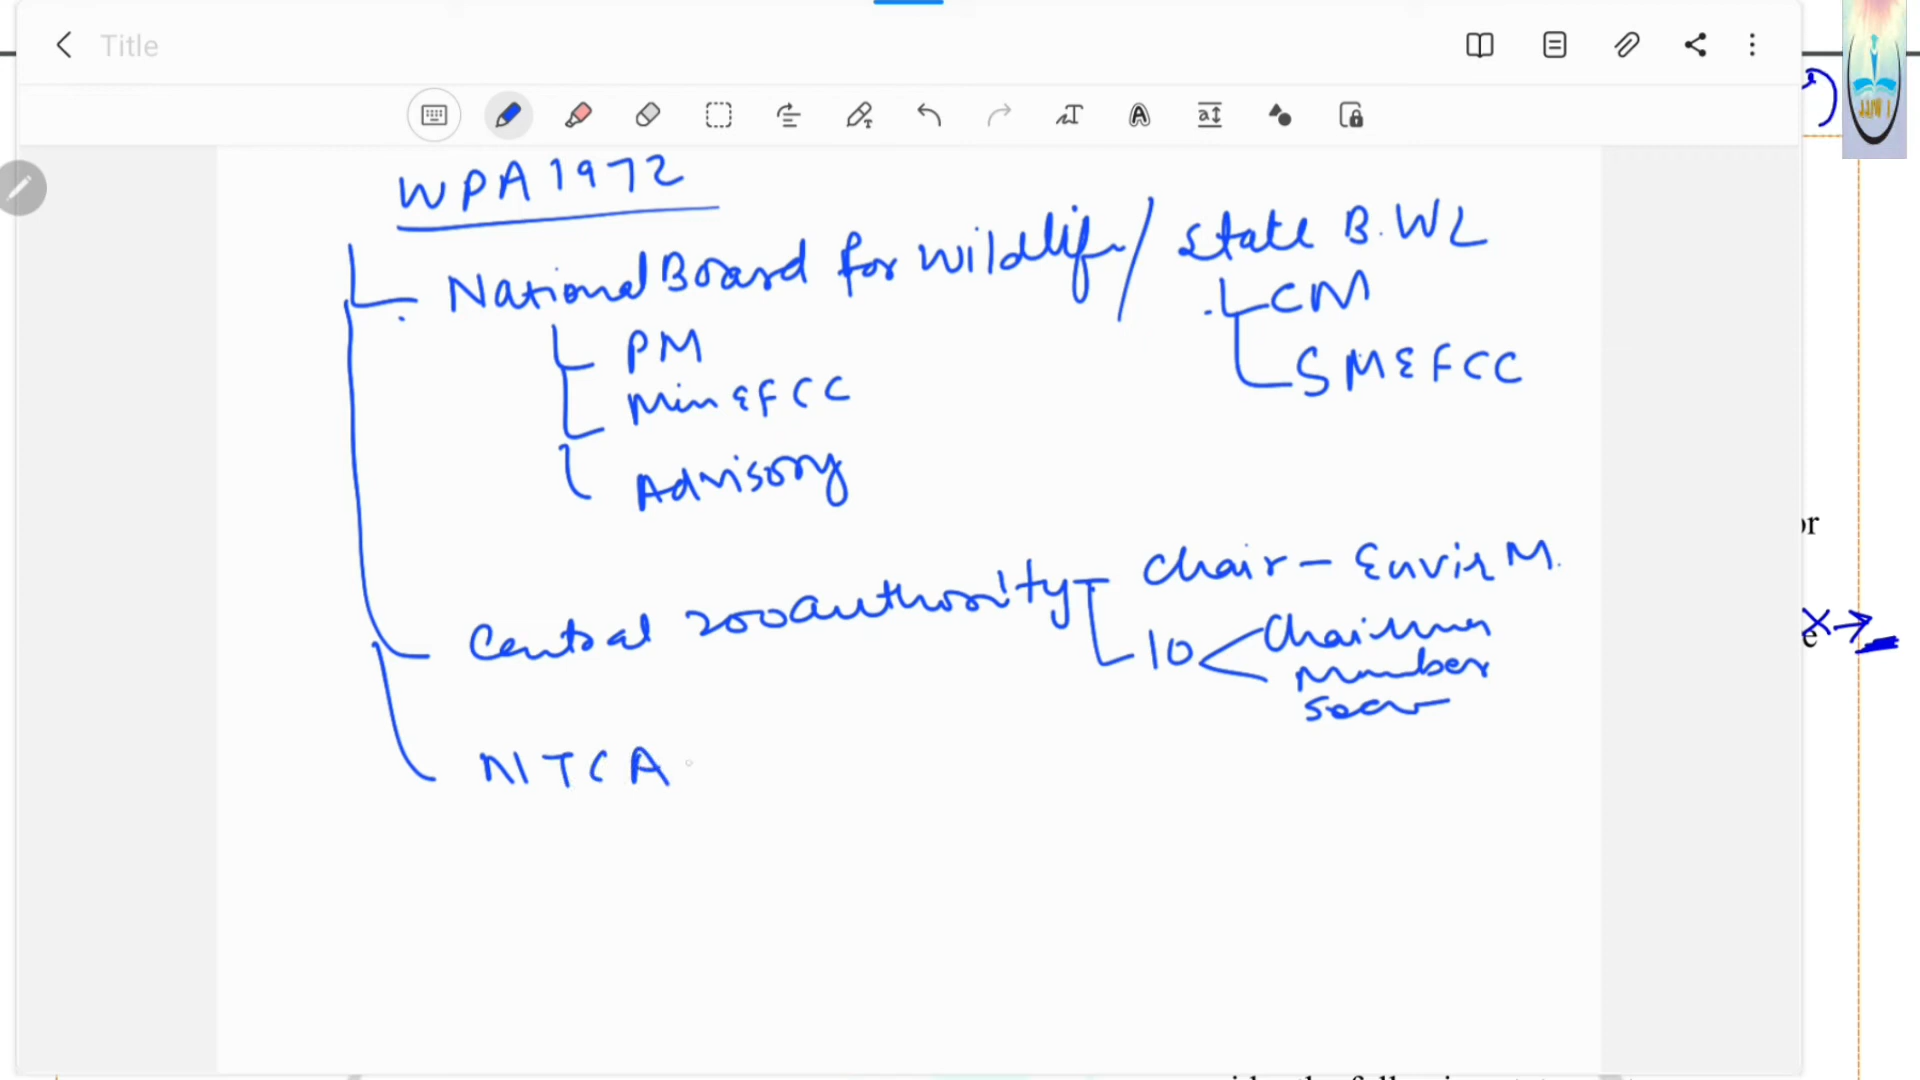 Title
WPA 1972
National Board for Wildlife / State B.WL
CM
PM
SMEFCC
Min EFCC
Advisory
Chair - Envir M.
Central zoo authority
10
Chairman
member
NTCA
or
e